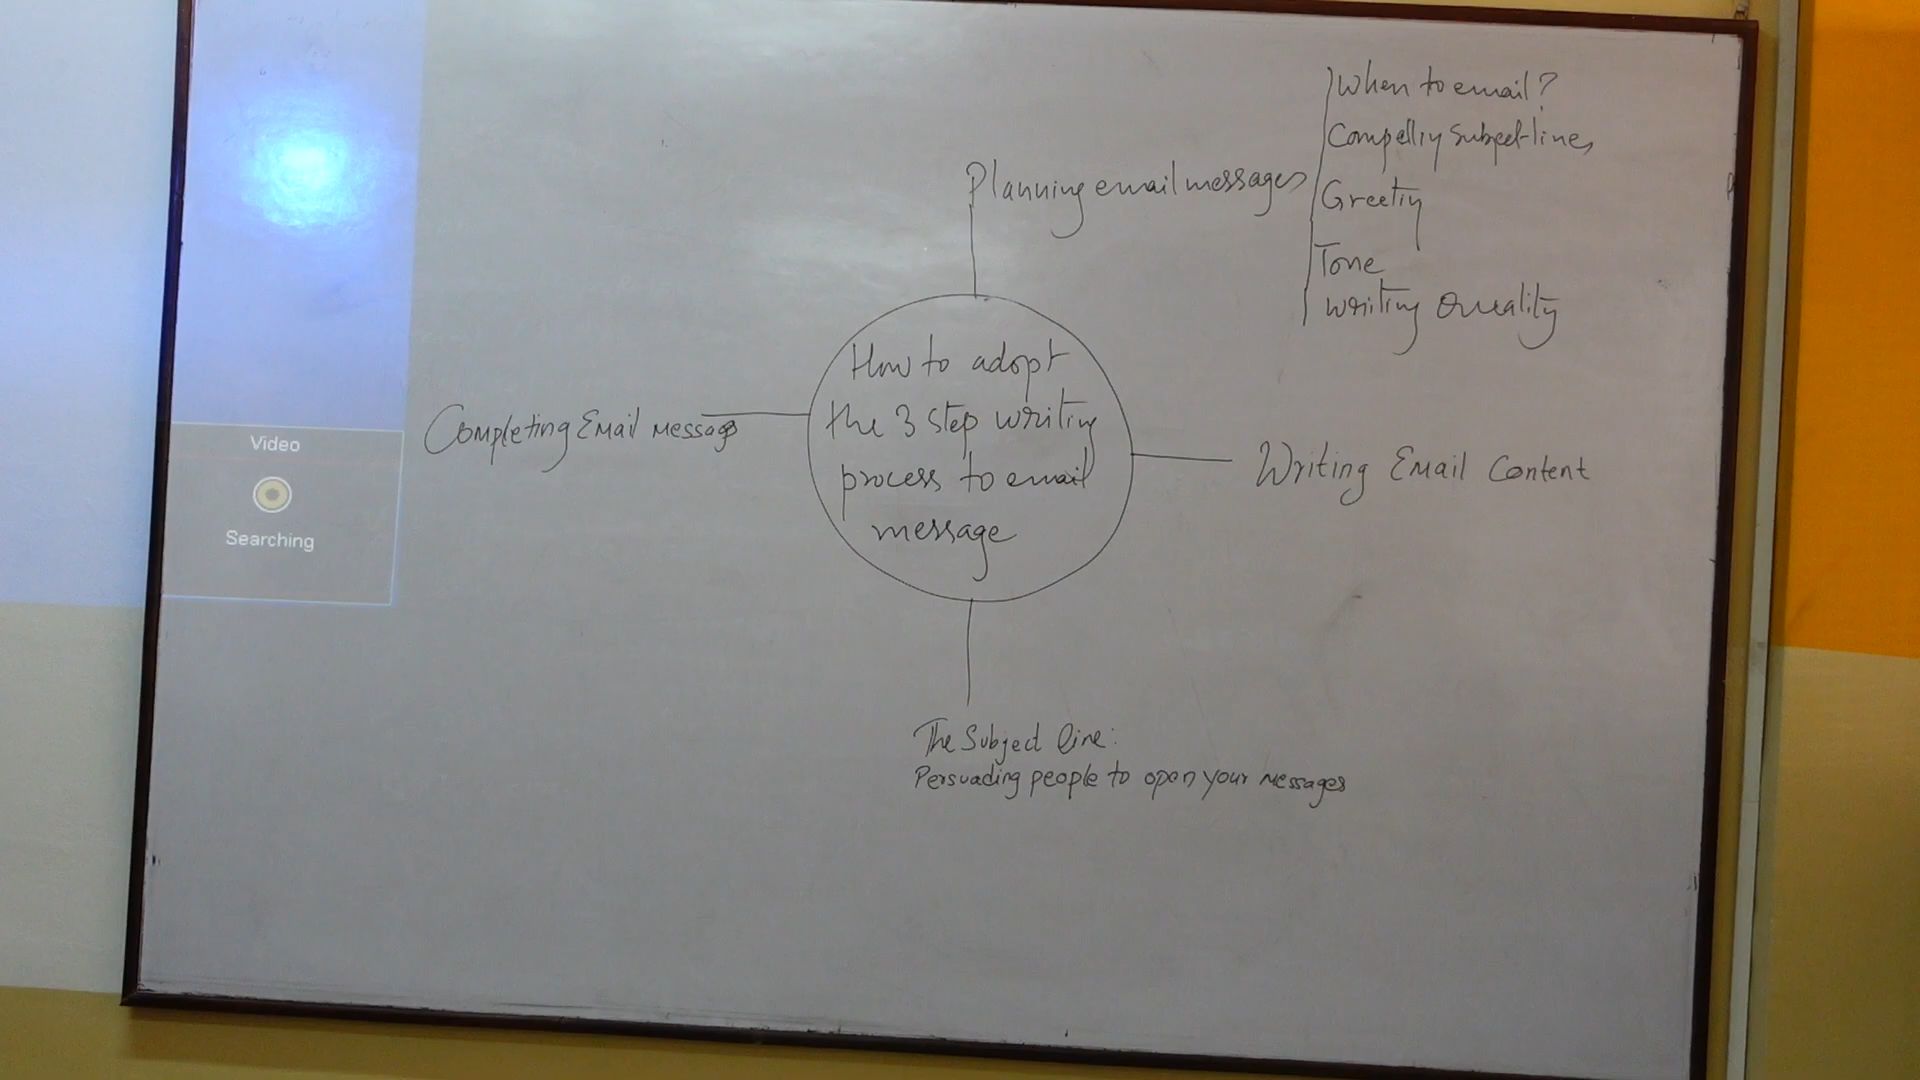 When to email?
Compelliy Subject-lines
Planning email messages
Greetiy
Tone
writing Quality
How to adopt
the 3 step writing
process to email
message
Completing Email message
Writing Email Content
Video
Searching
The Subject line:
Persuading people to open your messages